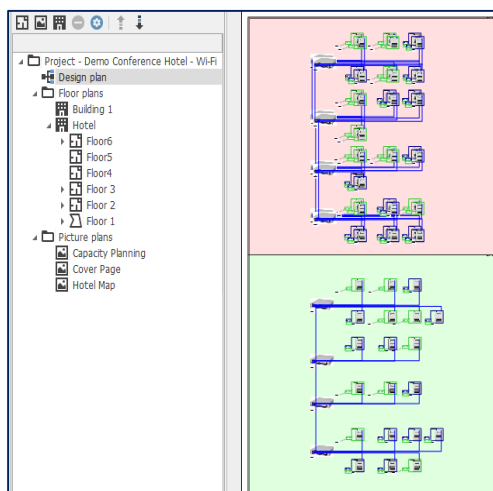 Project - Demo Conference Hotel - Wi-Fi
Design plan
Floor plans
Building 1
Hotel
Floor6
Floor5
Floor4
Floor 3
Floor 2
Floor 1
Picture plans
Capacity Planning
Cover Page
Hotel Map